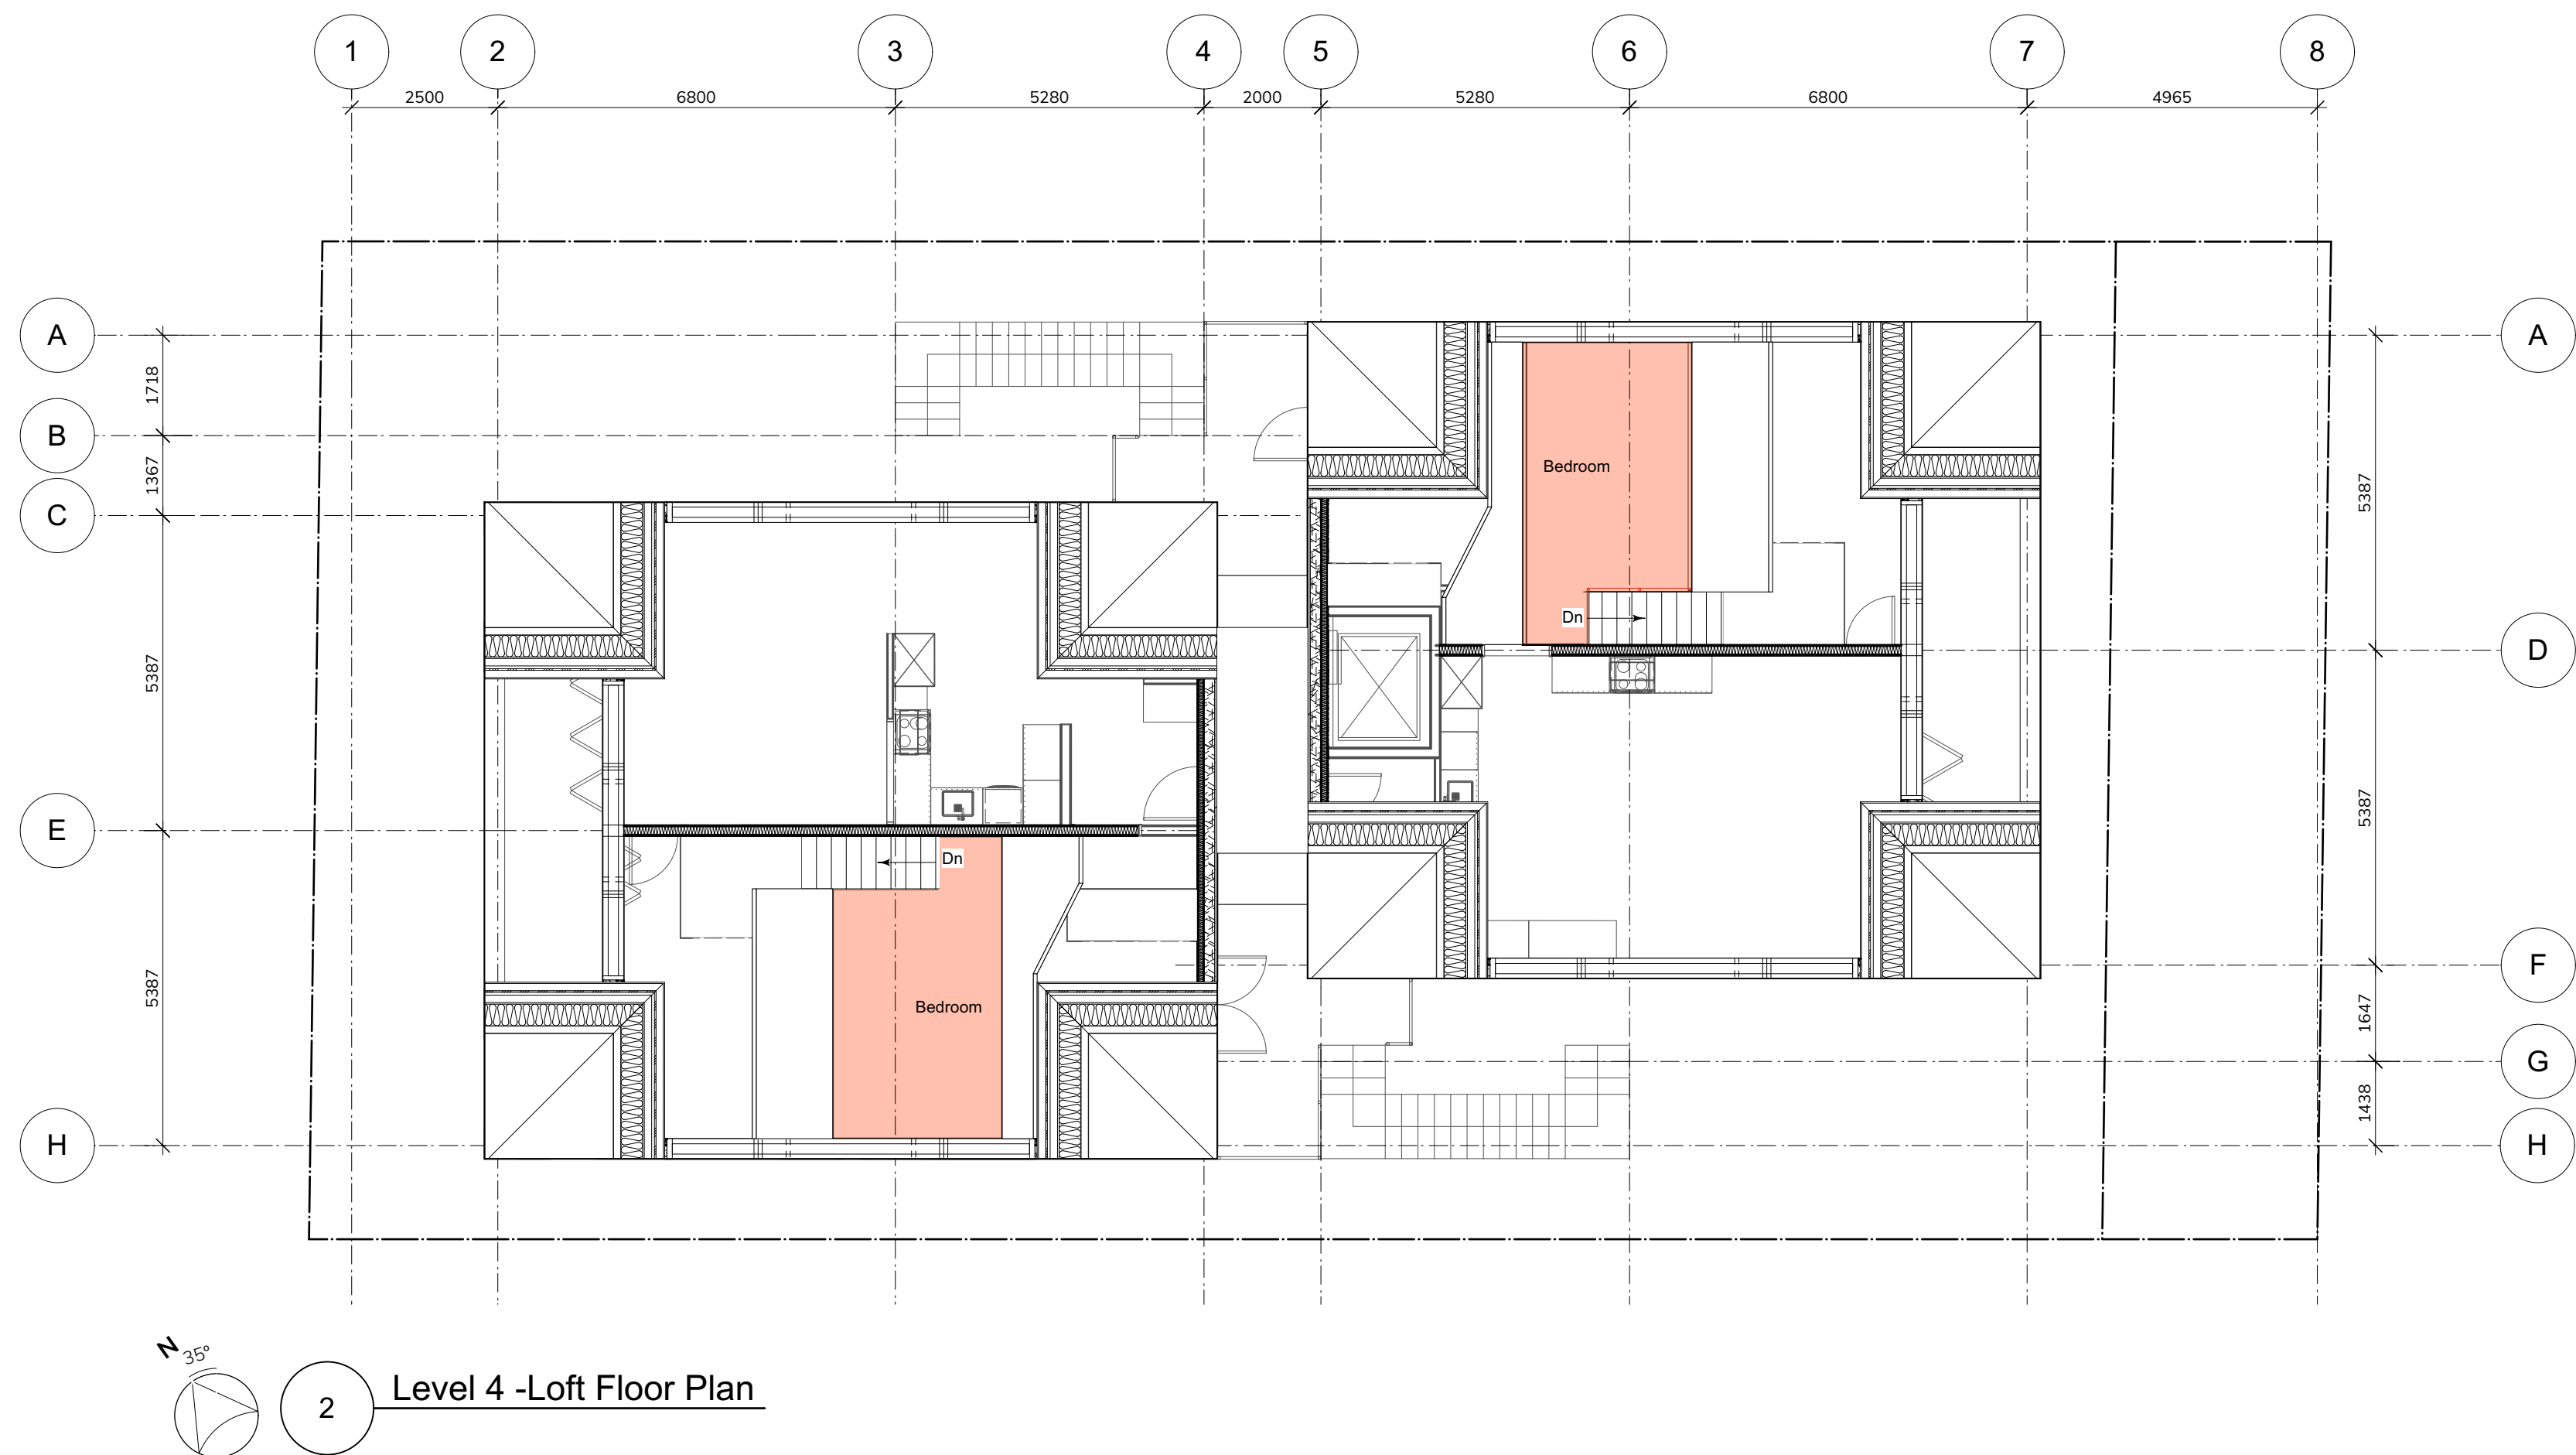 1 2 3 4 5 6 7 8
2500 6800 5280 2000 5280 6800 4965
A A
1718
B
1367
C
5387
Bedroom
5387
Dn
D D
5387
E
Dn
5387
F
5387
Bedroom
1647
G
1438
H H
N 35°
2 Level 4 -Loft Floor Plan